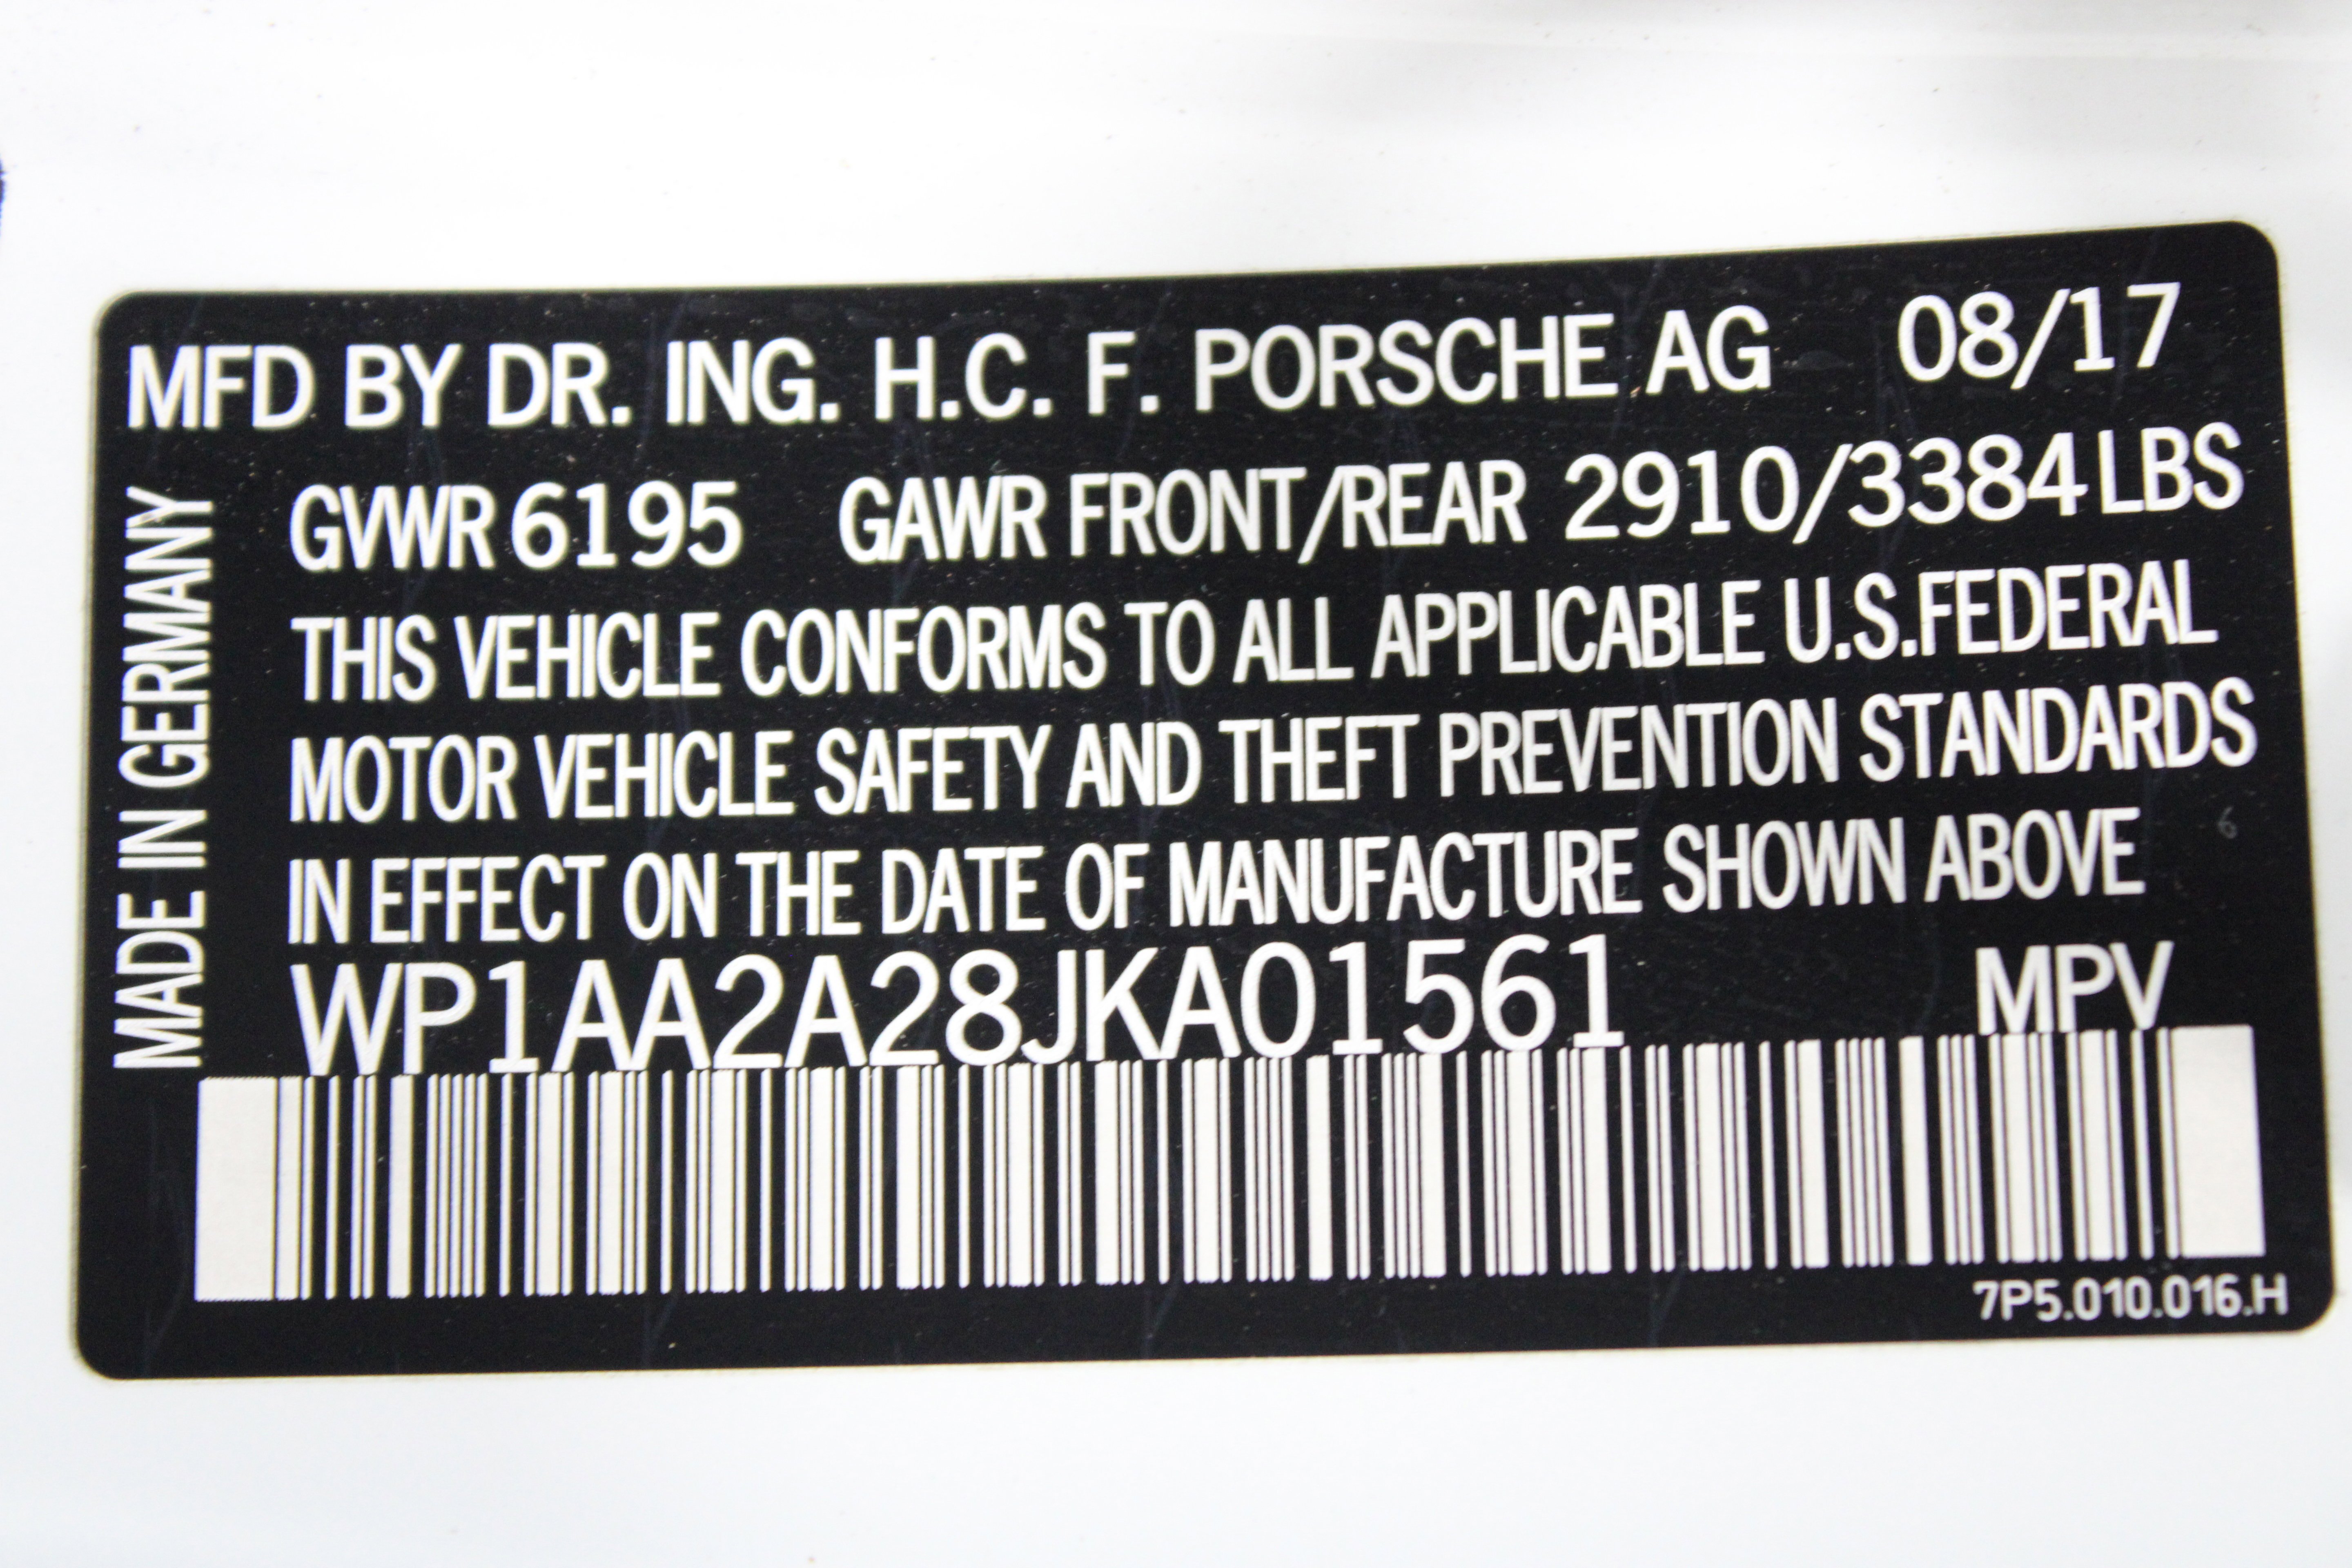 MFD BY DR. ING. H.C. F. PORSCHE AG 08/17
GVWR 6195 GAWR FRONT/REAR 2910/3384 LBS
THIS VEHICLE CONFORMS TO ALL APPLICABLE U.S.FEDERAL
MOTOR VEHICLE SAFETY AND THEFT PREVENTION STANDARDS
IN EFFECT ON THE DATE OF MANUFACTURE SHOWN ABOVE
6
WP1AA2A28JKA01561 MPV
7P5.010.016.H
MADE IN GERMANY